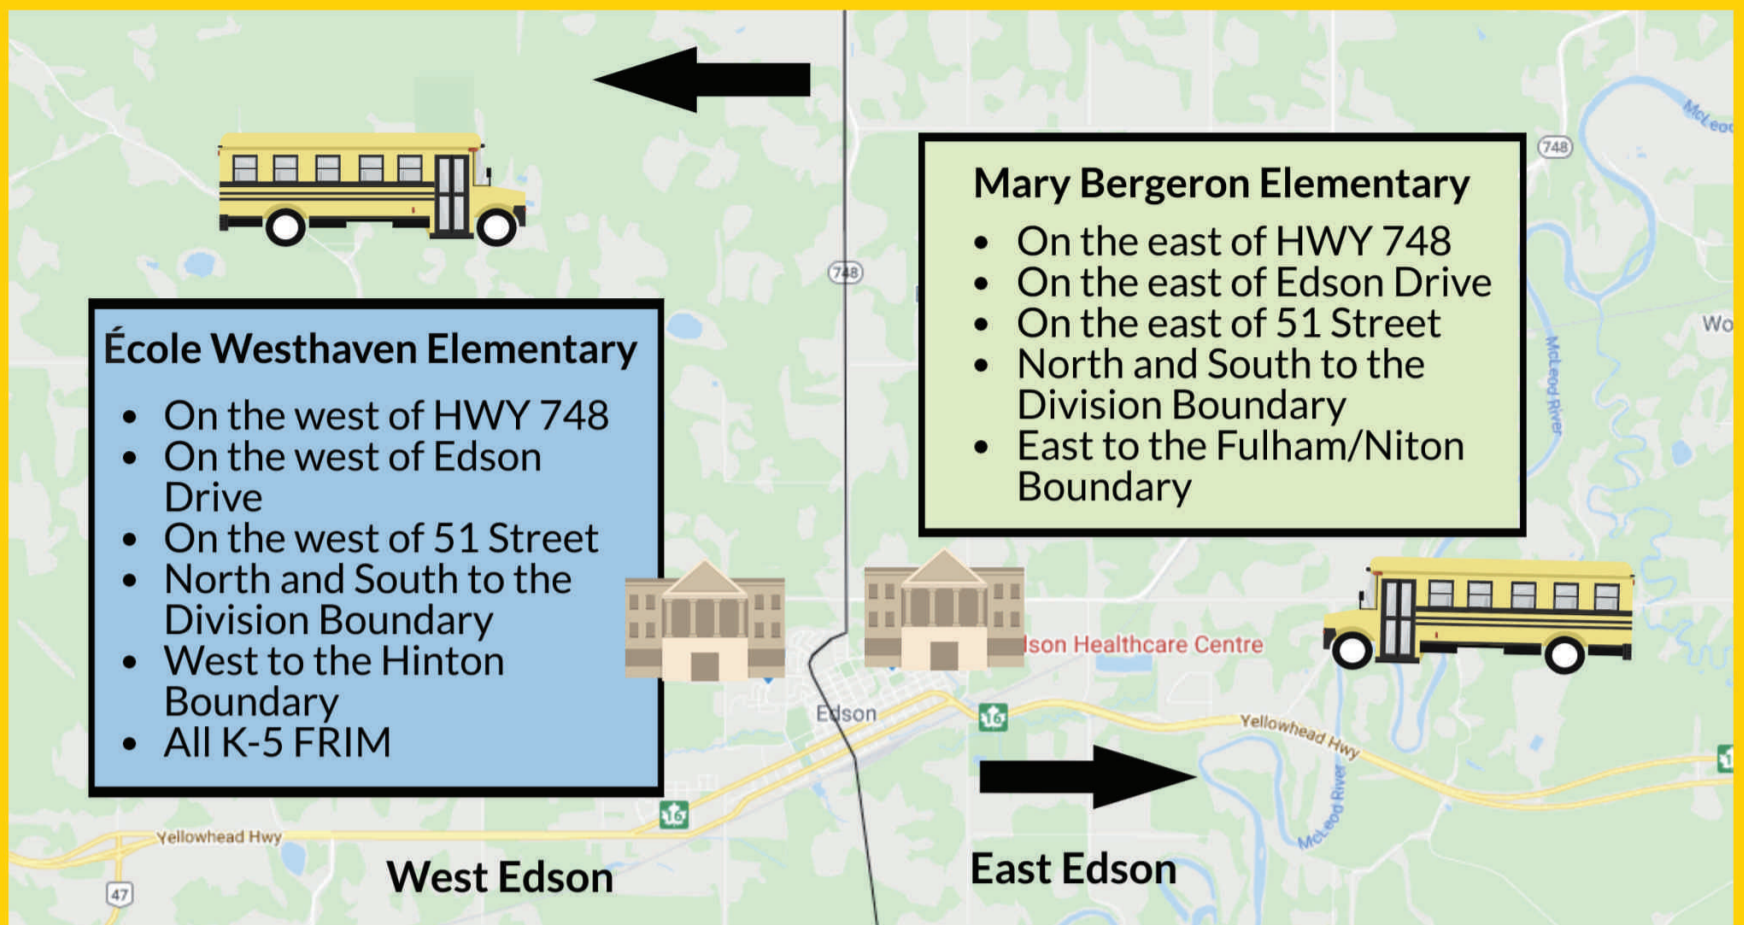 École Westhaven Elementary
• On the west of HWY 748
• On the west of Edson
Drive
• On the west of 51 Street
• North and South to the
Division Boundary
• West to the Hinton
Boundary
• All K-5 FRIM
Mary Bergeron Elementary
• On the east of HWY 748
• On the east of Edson Drive
• On the east of 51 Street
• North and South to the
Division Boundary
• East to the Fulham/Niton
Boundary
748
748
McLeod River
Healthcare Centre
Edson
16
Yellowhead Hwy
McLeod River
16
Yellowhead Hwy
47
West Edson
East Edson